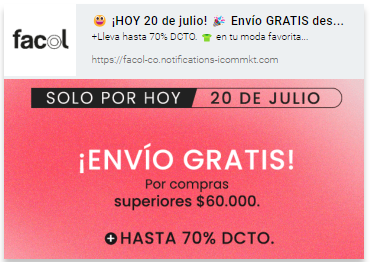 facol
😀 ¡HOY 20 de julio! 🎉 Envío GRATIS des...
+Lleva hasta 70% DCTO. 👕 en tu moda favorita...
https://facol-co.notifications-icommkt.com
SOLO POR HOY / 20 DE JULIO
¡ENVÍO GRATIS!
Por compras
superiores $60.000.
+ HASTA 70% DCTO.